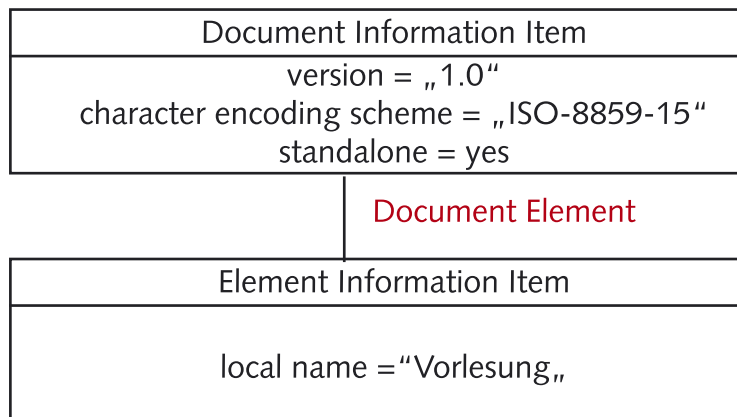 Document Information Item
version = „1.0“
character encoding scheme = „ISO-8859-15“
standalone = yes
Document Element
Element Information Item
local name =“Vorlesung„